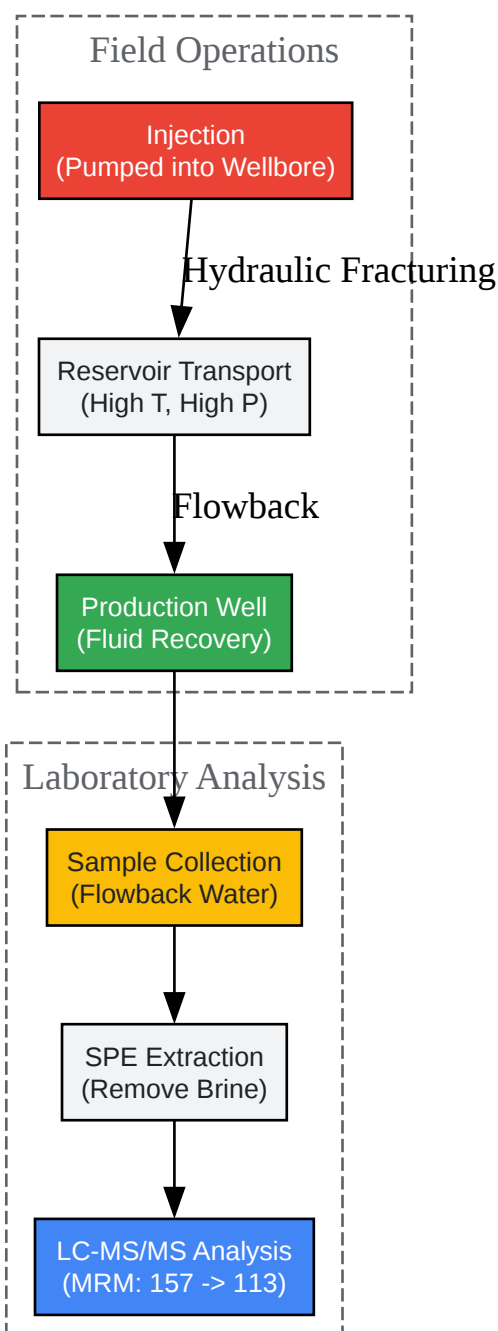 Field Operations
Injection
(Pumped into Wellbore)
Hydraulic Fracturing
Reservoir Transport
(High T, High P)
Flowback
Production Well
(Fluid Recovery)
Laboratory Analysis
Sample Collection
(Flowback Water)
SPE Extraction
(Remove Brine)
LC-MS/MS Analysis
(MRM: 157 -> 113)